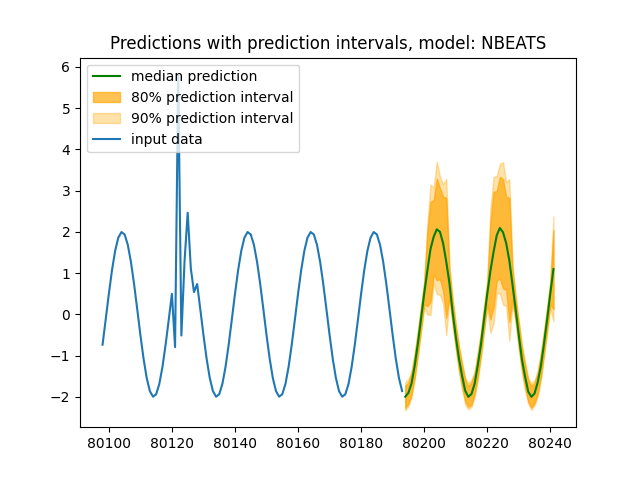 Predictions with prediction intervals, model: NBEATS
median prediction
80% prediction interval
90% prediction interval
input data
6
5
4
3
2
1
0
−1
−2
80100 80120 80140 80160 80180 80200 80220 80240